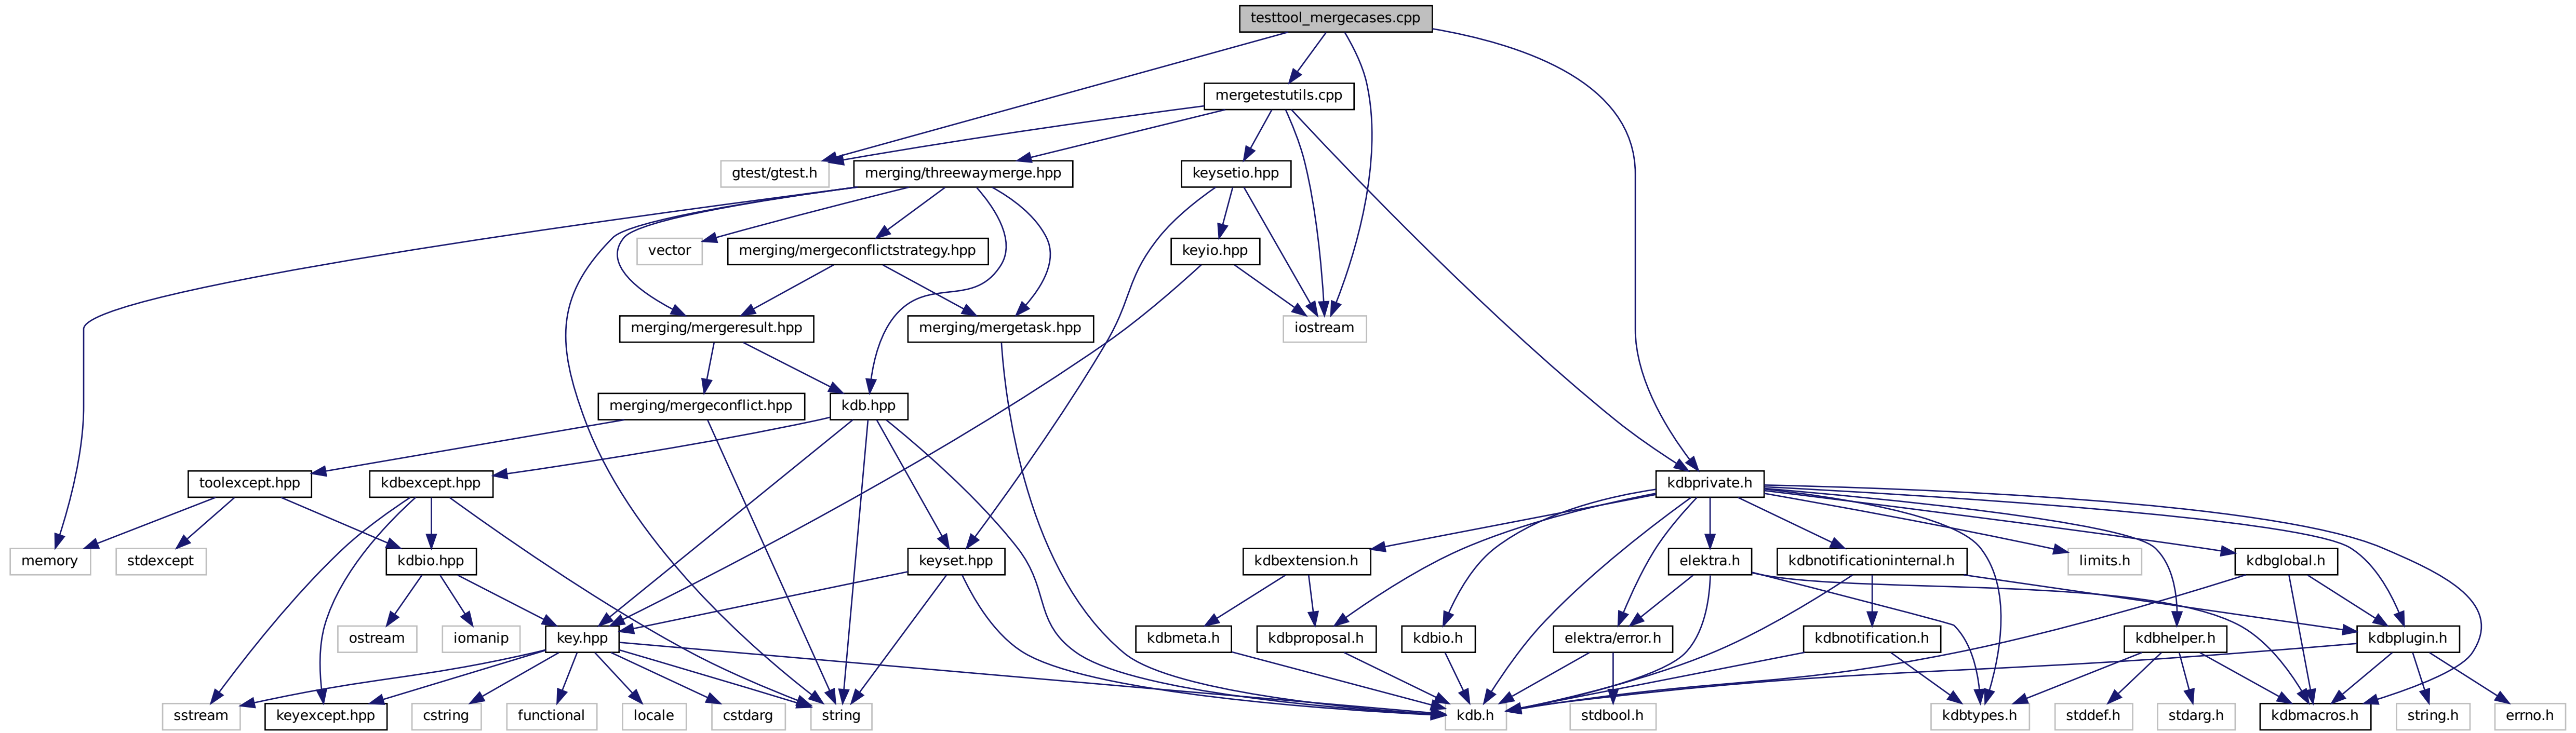 testtool_mergecases.cpp
mergetestutils.cpp
gtest/gtest.h
merging/threewaymerge.hpp
keysetio.hpp
vector
merging/mergeconflictstrategy.hpp
keyio.hpp
merging/mergeresult.hpp
merging/mergetask.hpp
iostream
merging/mergeconflict.hpp
kdb.hpp
toolexcept.hpp
kdbexcept.hpp
kdbprivate.h
memory
stdexcept
kdbio.hpp
keyset.hpp
kdbextension.h
elektra.h
kdbnotificationinternal.h
limits.h
kdbglobal.h
ostream
iomanip
key.hpp
kdbmeta.h
kdbproposal.h
kdbio.h
elektra/error.h
kdbnotification.h
kdbhelper.h
kdbplugin.h
sstream
keyexcept.hpp
cstring
functional
locale
cstdarg
string
kdb.h
stdbool.h
kdbtypes.h
stddef.h
stdarg.h
kdbmacros.h
string.h
errno.h